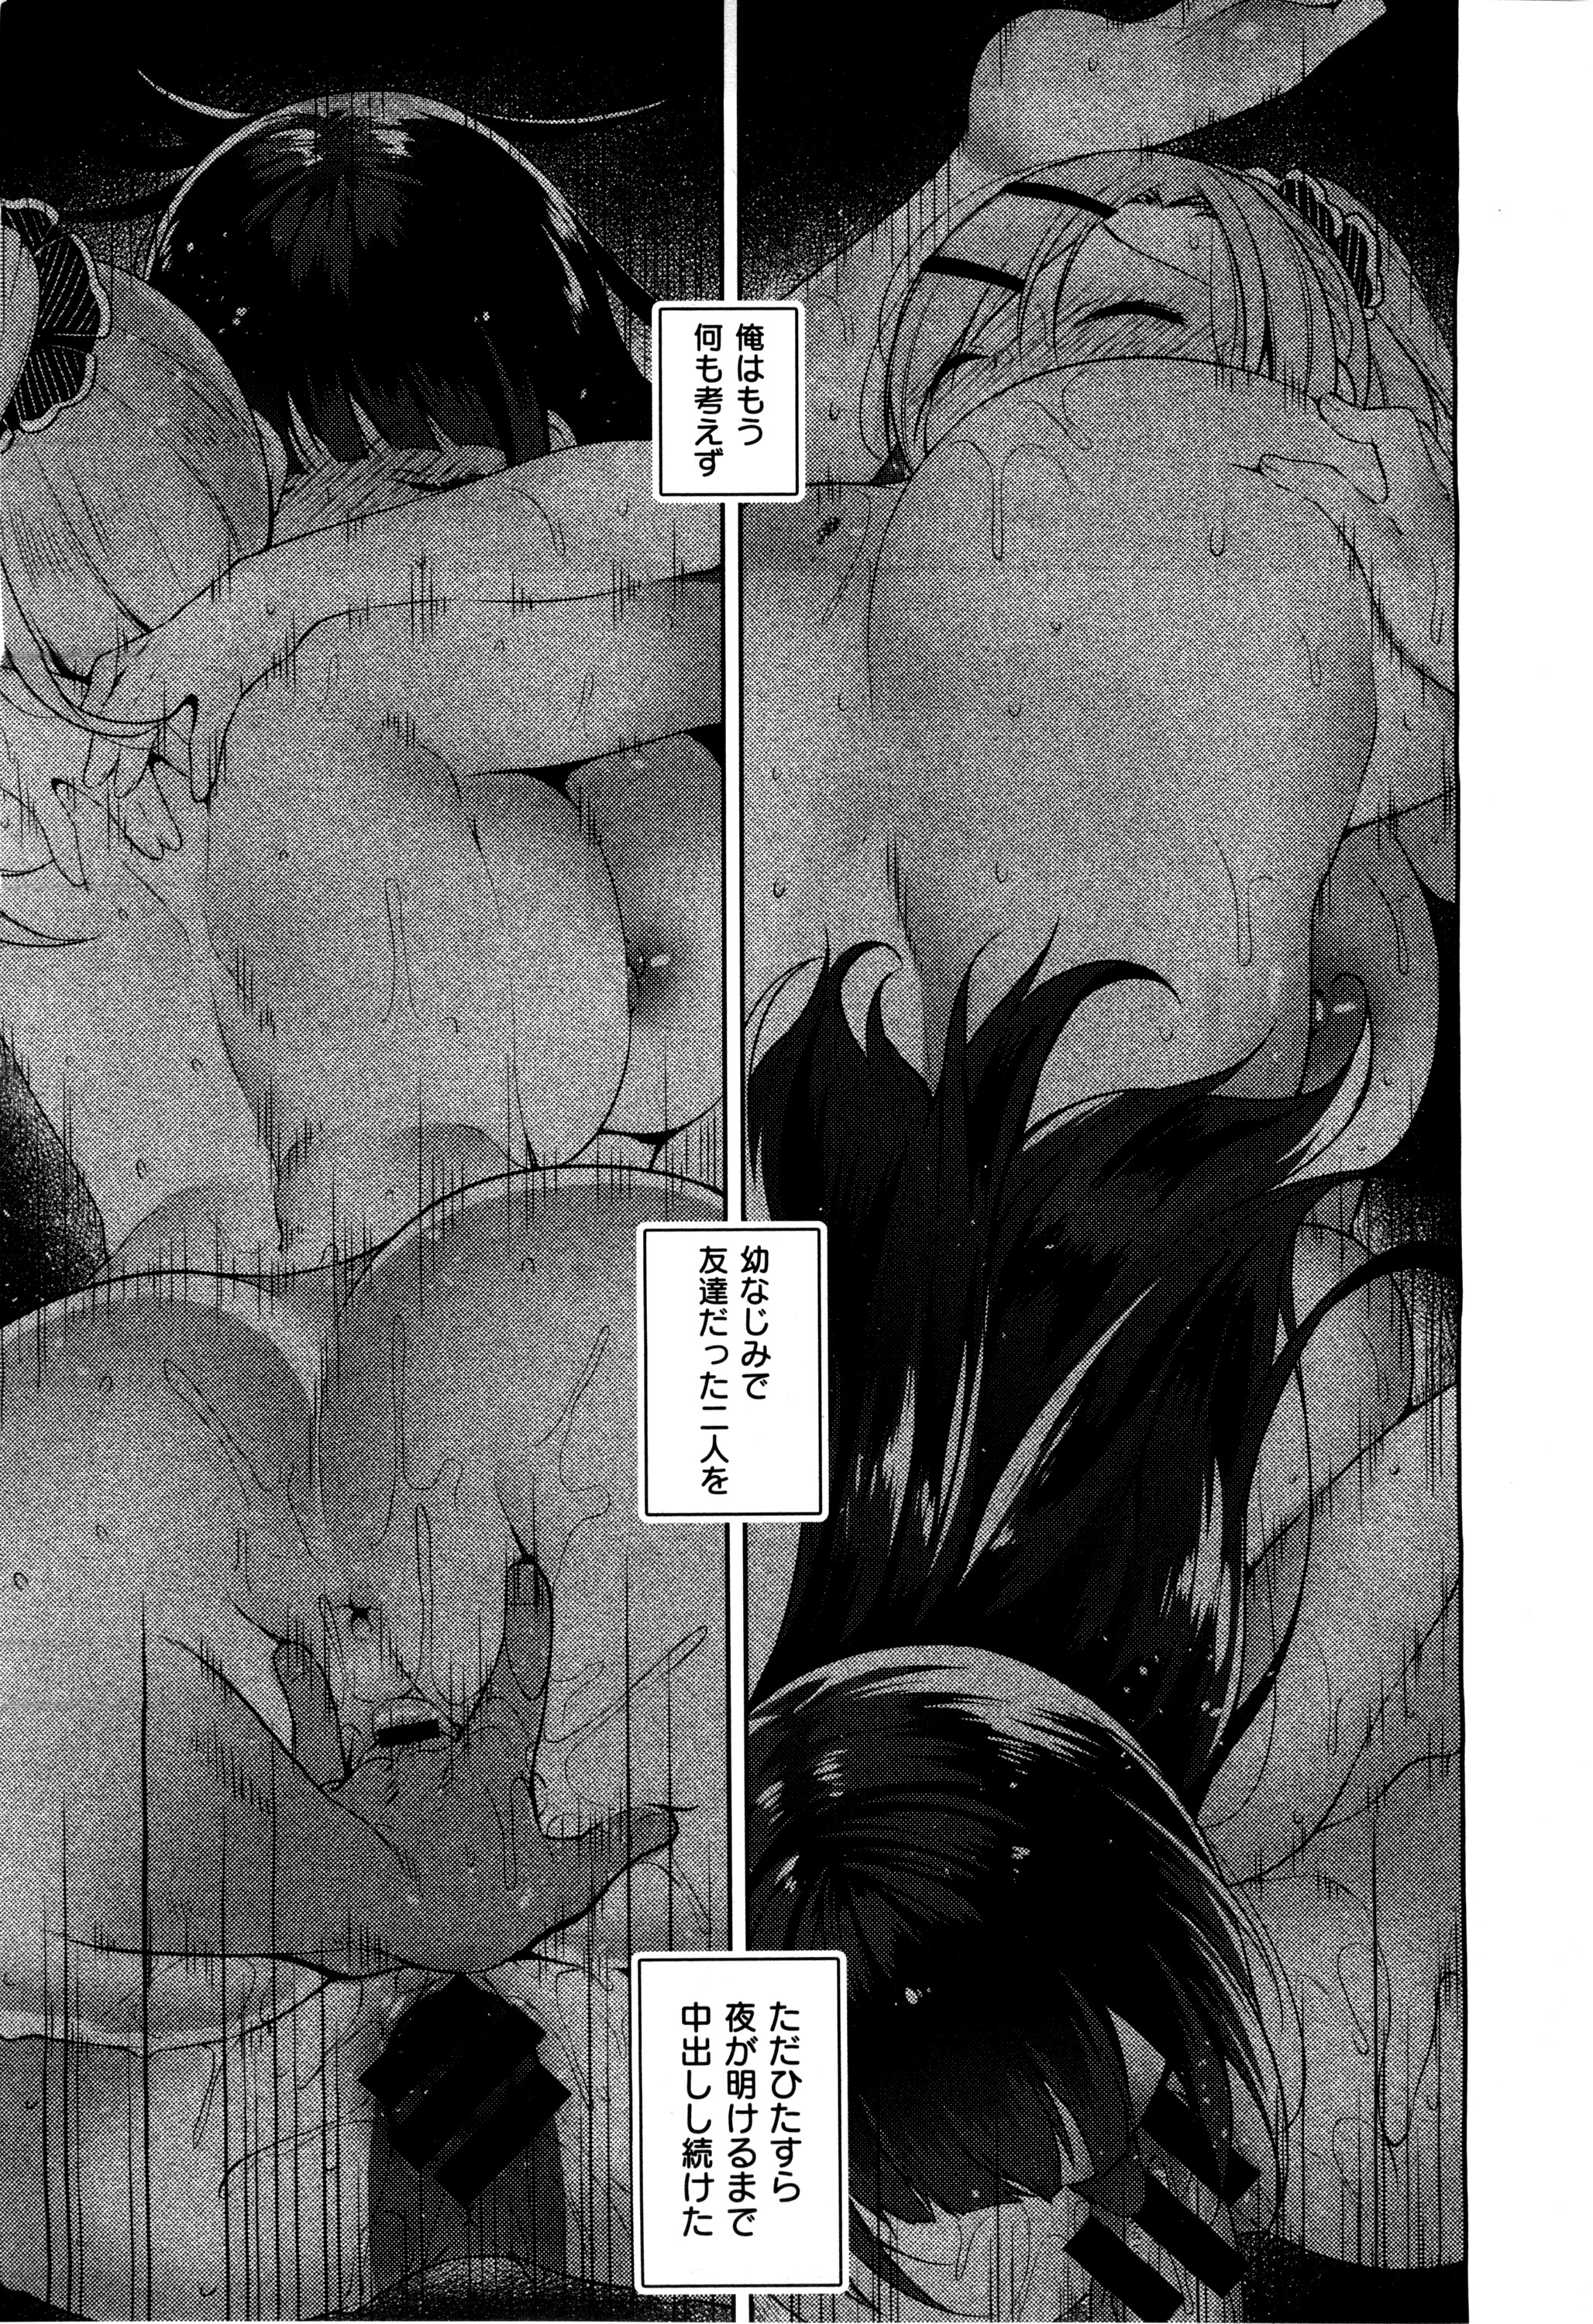 俺はもう
何も考えず
幼なじみで
友達だった二人を
ただひたすら
夜が明けるまで
中出しし続けた